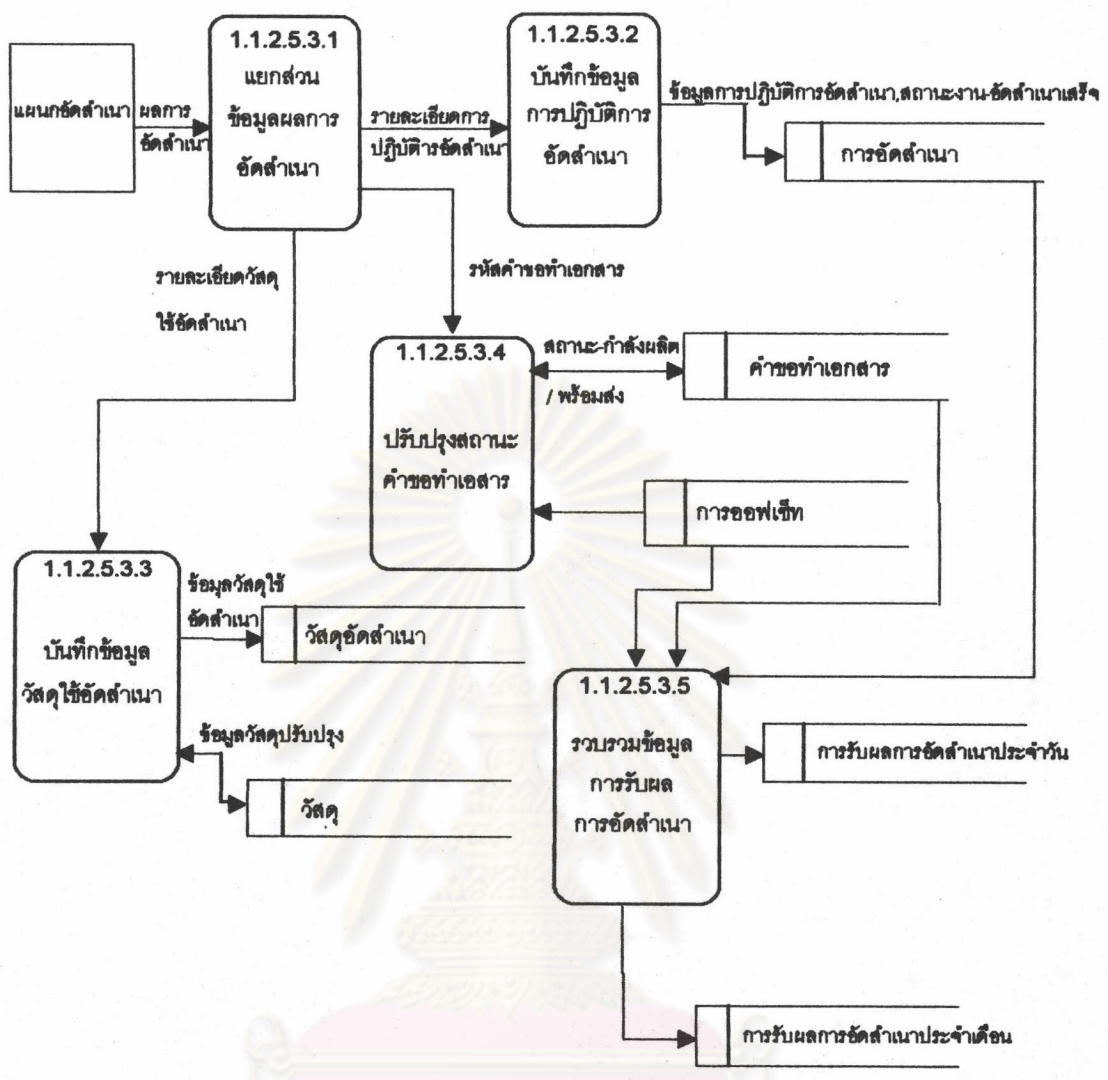 1.1.2.5.3.1
แยกส่วน
ข้อมูลผลการ
อัดสำเนา
1.1.2.5.3.2
บันทึกข้อมูล
การปฏิบัติการ
อัดสำเนา
แผนกอัดสำเนา
ผลการ
อัดสำเนา
รายละเอียดการ
ปฏิบัติารอัดสำเนา
ข้อมูลการปฏิบัติการอัดสำเนา,สถานะงาน-อัดสำเนาเสร็จ
การอัดสำเนา
รายละเอียดวัสดุ
ใช้อัดสำเนา
รหัสคำขอทำเอกสาร
1.1.2.5.3.4
ปรับปรุงสถานะ
คำขอทำเอสาร
สถานะ-กำลังผลิต
/ พร้อมส่ง
คำขอทำเอกสาร
การออฟเซ็ท
1.1.2.5.3.3
บันทึกข้อมูล
วัสดุใช้อัดสำเนา
ข้อมุลวัสดุใช้
อัดสำเนา
วัสดุอัดสำเนา
ข้อมูลวัสดุปรับปรุง
วัสดุ
1.1.2.5.3.5
รวบรวมข้อมูล
การรับผล
การอัดสำเนา
การรับผลการอัดสำเนาประจำวัน
การรับผลการอัดสำเนาประจำเดือน